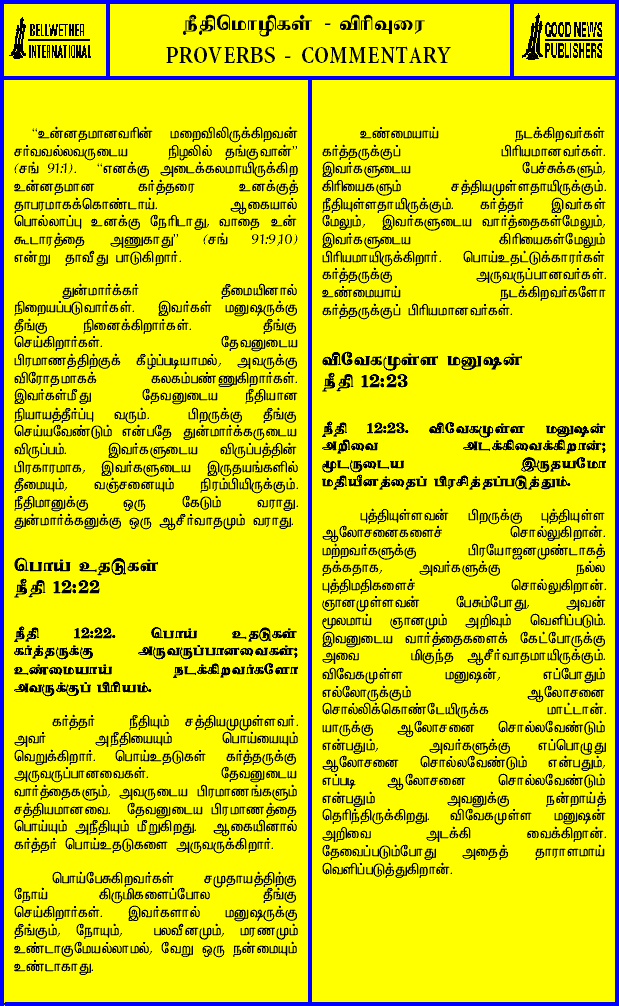 BELLWETHER
INTERNATIONAL
நீதிமொழிகள் - விரிவுரை
PROVERBS - COMMENTARY
GOOD NEWS
PUBLISHERS
“உன்னதமானவரின் மறைவிலிருக்கிறவன்
சர்வவல்லவருடைய நிழலில் தங்குவான்”
(சங் 91:1). “எனக்கு அடைக்கலமாயிருக்கிற
உன்னதமான கர்த்தரை உனக்குத்
தாபரமாகக்கொண்டாய். ஆகையால்
பொல்லாப்பு உனக்கு நேரிடாது, வாதை உன்
கூடாரத்தை அணுகாது” (சங் 91:9,10)
என்று தாவீது பாடுகிறார்.
துன்மார்க்கர் தீமையினால்
நிறையப்படுவார்கள். இவர்கள் மனுஷருக்கு
தீங்கு நினைக்கிறார்கள். தீங்கு
செய்கிறார்கள். தேவனுடைய
பிரமாணத்திற்குக் கீழ்ப்படியாமல், அவருக்கு
விரோதமாகக் கலகம்பண்ணுகிறார்கள்.
இவர்கள்மீது தேவனுடைய நீதியான
நியாயத்தீர்ப்பு வரும். பிறருக்கு தீங்கு
செய்யவேண்டும் என்பதே துன்மார்க்கருடைய
விருப்பம். இவர்களுடைய விருப்பத்தின்
பிரகாரமாக, இவர்களுடைய இருதயங்களில்
தீமையும், வஞ்சனையும் நிரம்பியிருக்கும்.
நீதிமானுக்கு ஒரு கேடும் வராது.
துன்மார்க்கனுக்கு ஒரு ஆசீர்வாதமும் வராது.
பொய் உதடுகள்
நீதி 12:22
நீதி 12:22. பொய் உதடுகள்
கர்த்தருக்கு அருவருப்பானவைகள்;
உண்மையாய் நடக்கிறவர்களோ
அவருக்குப் பிரியம்.
கர்த்தர் நீதியும் சத்தியமுமுள்ளவர்.
அவர் அநீதியையும் பொய்யையும்
வெறுக்கிறார். பொய்உதடுகள் கர்த்தருக்கு
அருவருப்பானவைகள். தேவனுடைய
வார்த்தைகளும், அவருடைய பிரமாணங்களும்
சத்தியமானவை. தேவனுடைய பிரமாணத்தை
பொய்யும் அநீதியும் மீறுகிறது. ஆகையினால்
கர்த்தர் பொய்உதடுகளை அருவருக்கிறார்.
பொய்பேசுகிறவர்கள் சமுதாயத்திற்கு
நோய் கிருமிகளைப்போல தீங்கு
செய்கிறார்கள். இவர்களால் மனுஷருக்கு
தீங்கும், நோயும், பலவீனமும், மரணமும்
உண்டாகுமேயல்லாமல், வேறு ஒரு நன்மையும்
உண்டாகாது.
உண்மையாய் நடக்கிறவர்கள்
கர்த்தருக்குப் பிரியமானவர்கள்.
இவர்களுடைய பேச்சுக்களும்,
கிரியைகளும் சத்தியமுள்ளதாயிருக்கும்.
நீதியுள்ளதாயிருக்கும். கர்த்தர் இவர்கள்
மேலும், இவர்களுடைய வார்த்தைகள்மேலும்,
இவர்களுடைய கிரியைகள்மேலும்
பிரியமாயிருக்கிறார். பொய்உதட்டுக்காரர்கள்
கர்த்தருக்கு அருவருப்பானவர்கள்.
உண்மையாய் நடக்கிறவர்களோ
கர்த்தருக்குப் பிரியமானவர்கள்.
விவேகமுள்ள மனுஷன்
நீதி 12:23
நீதி 12:23. விவேகமுள்ள மனுஷன்
அறிவை அடக்கிவைக்கிறான்;
மூடருடைய இருதயமோ
மதியீனத்தைப் பிரசித்தப்படுத்தும்.
புத்தியுள்ளவன் பிறருக்கு புத்தியுள்ள
ஆலோசனைகளைச் சொல்லுகிறான்.
மற்றவர்களுக்கு பிரயோஜனமுண்டாகத்
தக்கதாக, அவர்களுக்கு நல்ல
புத்திமதிகளைச் சொல்லுகிறான்.
ஞானமுள்ளவன் பேசும்போது, அவன்
மூலமாய் ஞானமும் அறிவும் வெளிப்படும்.
இவனுடைய வார்த்தைகளைக் கேட்போருக்கு
அவை மிகுந்த ஆசீர்வாதமாயிருக்கும்.
விவேகமுள்ள மனுஷன், எப்போதும்
எல்லோருக்கும் ஆலோசனை
சொல்லிக்கொண்டேயிருக்க மாட்டான்.
யாருக்கு ஆலோசனை சொல்லவேண்டும்
என்பதும், அவர்களுக்கு எப்பொழுது
ஆலோசனை சொல்லவேண்டும் என்பதும்,
எப்படி ஆலோசனை சொல்லவேண்டும்
என்பதும் அவனுக்கு நன்றாய்த்
தெரிந்திருக்கிறது. விவேகமுள்ள மனுஷன்
அறிவை அடக்கி வைக்கிறான்.
தேவைப்படும்போது அதைத் தாராளமாய்
வெளிப்படுத்துகிறான்.